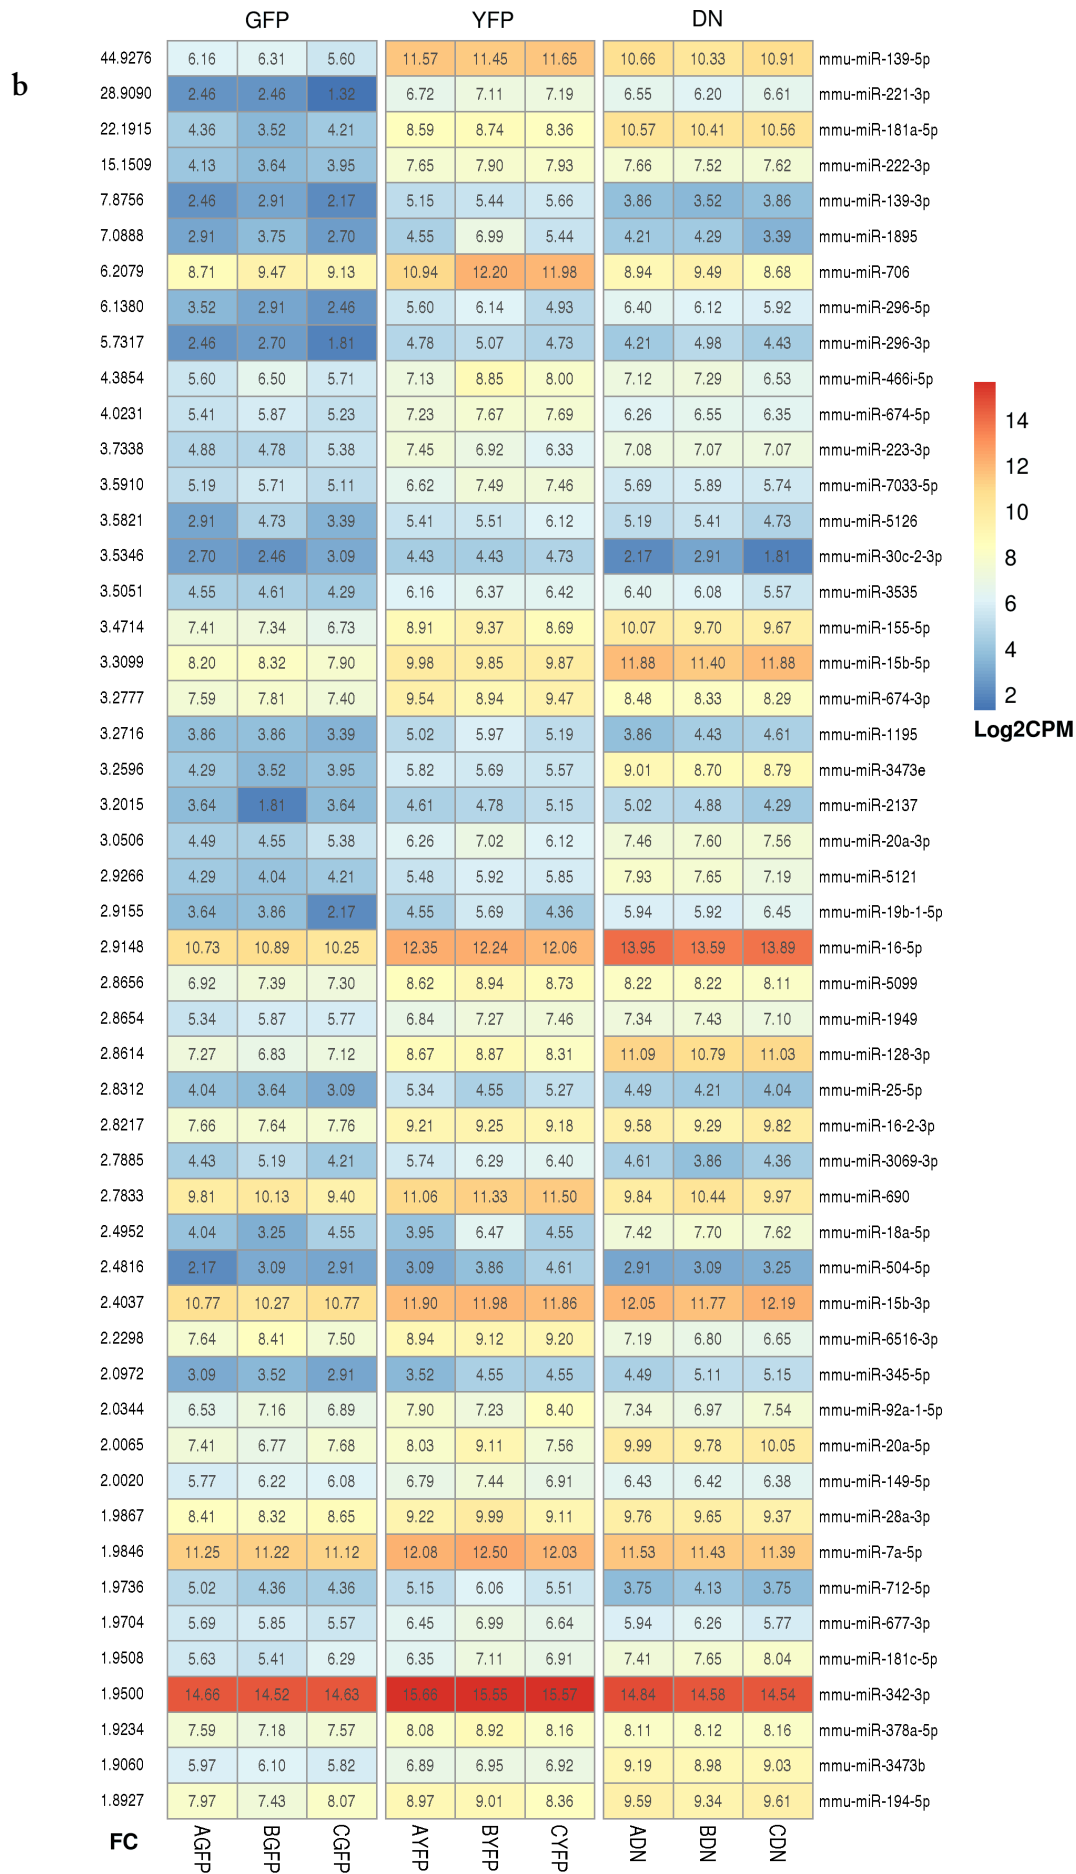 b
GFP YFP DN
44.9276 6.16 6.31 5.60 11.57 11.45 11.65 10.66 10.33 10.91 mmu-miR-139-5p
28.9090 2.46 2.46 1.32 6.72 7.11 7.19 6.55 6.20 6.61 mmu-miR-221-3p
22.1915 4.36 3.52 4.21 8.59 8.74 8.36 10.57 10.41 10.56 mmu-miR-181a-5p
15.1509 4.13 3.64 3.95 7.65 7.90 7.93 7.66 7.52 7.62 mmu-miR-222-3p
7.8756 2.46 2.91 2.17 5.15 5.44 5.66 3.86 3.52 3.86 mmu-miR-139-3p
7.0888 2.91 3.75 2.70 4.55 6.99 5.44 4.21 4.29 3.39 mmu-miR-1895
6.2079 8.71 9.47 9.13 10.94 12.20 11.98 8.94 9.49 8.68 mmu-miR-706
6.1380 3.52 2.91 2.46 5.60 6.14 4.93 6.40 6.12 5.92 mmu-miR-296-5p
5.7317 2.46 2.70 1.81 4.78 5.07 4.73 4.21 4.98 4.43 mmu-miR-296-3p
4.3854 5.60 6.50 5.71 7.13 8.85 8.00 7.12 7.29 6.53 mmu-miR-466i-5p
4.0231 5.41 5.87 5.23 7.23 7.67 7.69 6.26 6.55 6.35 mmu-miR-674-5p
3.7338 4.88 4.78 5.38 7.45 6.92 6.33 7.08 7.07 7.07 mmu-miR-223-3p
3.5910 5.19 5.71 5.11 6.62 7.49 7.46 5.69 5.89 5.74 mmu-miR-7033-5p
3.5821 2.91 4.73 3.39 5.41 5.51 6.12 5.19 5.41 4.73 mmu-miR-5126
3.5346 2.70 2.46 3.09 4.43 4.43 4.73 2.17 2.91 1.81 mmu-miR-30c-2-3p
3.5051 4.55 4.61 4.29 6.16 6.37 6.42 6.40 6.08 5.57 mmu-miR-3535
3.4714 7.41 7.34 6.73 8.91 9.37 8.69 10.07 9.70 9.67 mmu-miR-155-5p
3.3099 8.20 8.32 7.90 9.98 9.85 9.87 11.88 11.40 11.88 mmu-miR-15b-5p
3.2777 7.59 7.81 7.40 9.54 8.94 9.47 8.48 8.33 8.29 mmu-miR-674-3p
3.2716 3.86 3.86 3.39 5.02 5.97 5.19 3.86 4.43 4.61 mmu-miR-1195
3.2596 4.29 3.52 3.95 5.82 5.69 5.57 9.01 8.70 8.79 mmu-miR-3473e
3.2015 3.64 1.81 3.64 4.61 4.78 5.15 5.02 4.88 4.29 mmu-miR-2137
3.0506 4.49 4.55 5.38 6.26 7.02 6.12 7.46 7.60 7.56 mmu-miR-20a-3p
2.9266 4.29 4.04 4.21 5.48 5.92 5.85 7.93 7.65 7.19 mmu-miR-5121
2.9155 3.64 3.86 2.17 4.55 5.69 4.36 5.94 5.92 6.45 mmu-miR-19b-1-5p
2.9148 10.73 10.89 10.25 12.35 12.24 12.06 13.95 13.59 13.89 mmu-miR-16-5p
2.8656 6.92 7.39 7.30 8.62 8.94 8.73 8.22 8.22 8.11 mmu-miR-5099
2.8654 5.34 5.87 5.77 6.84 7.27 7.46 7.34 7.43 7.10 mmu-miR-1949
2.8614 7.27 6.83 7.12 8.67 8.87 8.31 11.09 10.79 11.03 mmu-miR-128-3p
2.8312 4.04 3.64 3.09 5.34 4.55 5.27 4.49 4.21 4.04 mmu-miR-25-5p
2.8217 7.66 7.64 7.76 9.21 9.25 9.18 9.58 9.29 9.82 mmu-miR-16-2-3p
2.7885 4.43 5.19 4.21 5.74 6.29 6.40 4.61 3.86 4.36 mmu-miR-3069-3p
2.7833 9.81 10.13 9.40 11.06 11.33 11.50 9.84 10.44 9.97 mmu-miR-690
2.4952 4.04 3.25 4.55 3.95 6.47 4.55 7.42 7.70 7.62 mmu-miR-18a-5p
2.4816 2.17 3.09 2.91 3.09 3.86 4.61 2.91 3.09 3.25 mmu-miR-504-5p
2.4037 10.77 10.27 10.77 11.90 11.98 11.86 12.05 11.77 12.19 mmu-miR-15b-3p
2.2298 7.64 8.41 7.50 8.94 9.12 9.20 7.19 6.80 6.65 mmu-miR-6516-3p
2.0972 3.09 3.52 2.91 3.52 4.55 4.55 4.49 5.11 5.15 mmu-miR-345-5p
2.0344 6.53 7.16 6.89 7.90 7.23 8.40 7.34 6.97 7.54 mmu-miR-92a-1-5p
2.0065 7.41 6.77 7.68 8.03 9.11 7.56 9.99 9.78 10.05 mmu-miR-20a-5p
2.0020 5.77 6.22 6.08 6.79 7.44 6.91 6.43 6.42 6.38 mmu-miR-149-5p
1.9867 8.41 8.32 8.65 9.22 9.99 9.11 9.76 9.65 9.37 mmu-miR-28a-3p
1.9846 11.25 11.22 11.12 12.08 12.50 12.03 11.53 11.43 11.39 mmu-miR-7a-5p
1.9736 5.02 4.36 4.36 5.15 6.06 5.51 3.75 4.13 3.75 mmu-miR-712-5p
1.9704 5.69 5.85 5.57 6.45 6.99 6.64 5.94 6.26 5.77 mmu-miR-677-3p
1.9508 5.63 5.41 6.29 6.35 7.11 6.91 7.41 7.65 8.04 mmu-miR-181c-5p
1.9500 14.66 14.52 14.63 15.66 15.55 15.57 14.84 14.58 14.54 mmu-miR-342-3p
1.9234 7.59 7.18 7.57 8.08 8.92 8.16 8.11 8.12 8.16 mmu-miR-378a-5p
1.9060 5.97 6.10 5.82 6.89 6.95 6.92 9.19 8.98 9.03 mmu-miR-3473b
1.8927 7.97 7.43 8.07 8.97 9.01 8.36 9.59 9.34 9.61 mmu-miR-194-5p
FC AGFP BGFP CGFP AYFP BYFP CYFP ADN BDN CDN
14
12
10
8
6
4
2
Log2CPM